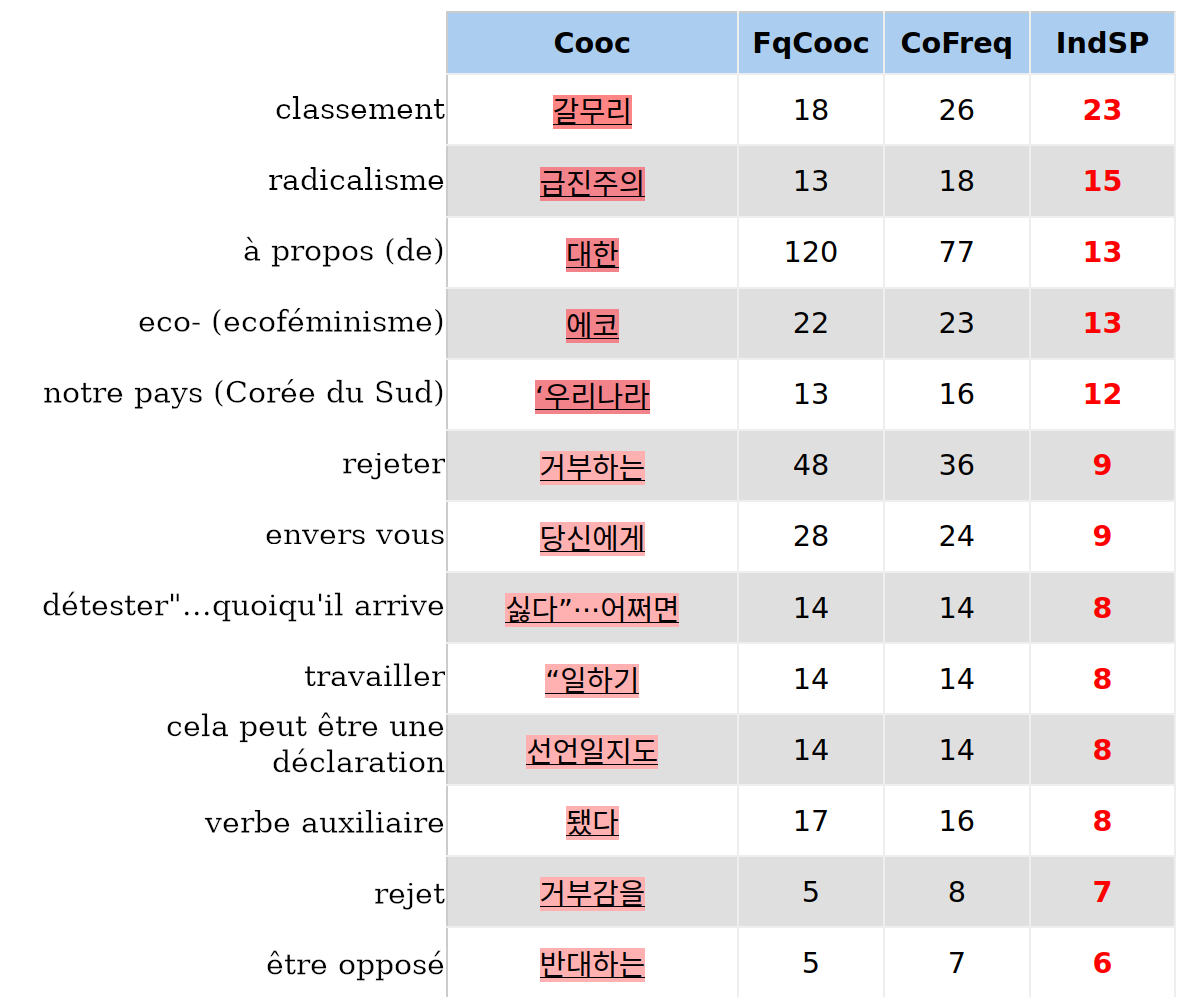 Cooc FqCooc CoFreq IndSP
classement 갈무리 18 26 23
radicalisme 급진주의 13 18 15
à propos (de) 대한 120 77 13
eco- (ecoféminisme) 에코 22 23 13
notre pays (Corée du Sud) ‘우리나라 13 16 12
rejeter 거부하는 48 36 9
envers vous 당신에게 28 24 9
détester"...quoiqu'il arrive 싫다”…어쩌면 14 14 8
travailler “일하기 14 14 8
cela peut être une
déclaration 선언일지도 14 14 8
verbe auxiliaire 됐다 17 16 8
rejet 거부감을 5 8 7
être opposé 반대하는 5 7 6